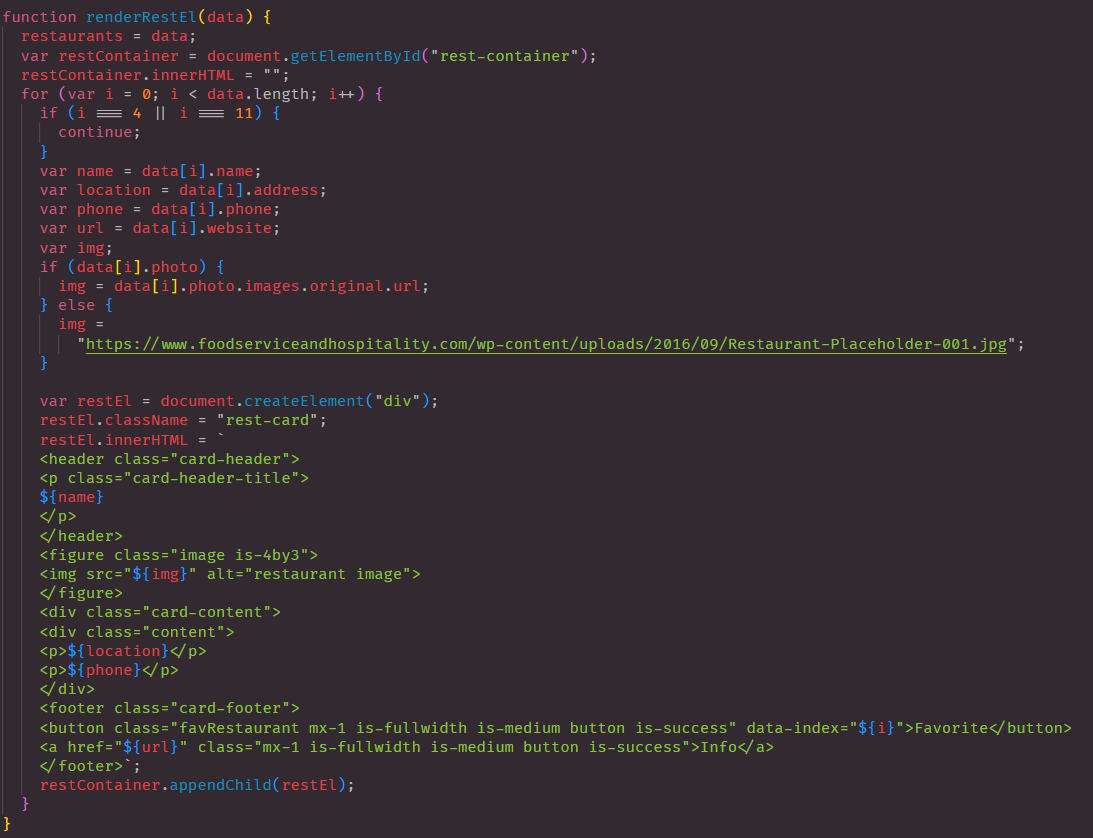 function renderRestEl(data) {
  restaurants = data;
  var restContainer = document.getElementById("rest-container");
  restContainer.innerHTML = "";
  for (var i = 0; i < data.length; i++) {
    if (i === 4 || i === 11) {
      continue;
    }
    var name = data[i].name;
    var location = data[i].address;
    var phone = data[i].phone;
    var url = data[i].website;
    var img;
    if (data[i].photo) {
      img = data[i].photo.images.original.url;
    } else {
      img =
        "https://www.foodserviceandhospitality.com/wp-content/uploads/2016/09/Restaurant-Placeholder-001.jpg";
    }

    var restEl = document.createElement("div");
    restEl.className = "rest-card";
    restEl.innerHTML = `
    <header class="card-header">
    <p class="card-header-title">
    ${name}
    </p>
    </header>
    <figure class="image is-4by3">
    <img src="${img}" alt="restaurant image">
    </figure>
    <div class="card-content">
    <div class="content">
    <p>${location}</p>
    <p>${phone}</p>
    </div>
    <footer class="card-footer">
    <button class="favRestaurant mx-1 is-fullwidth is-medium button is-success" data-index="${i}">Favorite</button>
    <a href="${url}" class="mx-1 is-fullwidth is-medium button is-success">Info</a>
    </footer>`;
    restContainer.appendChild(restEl);
  }
}